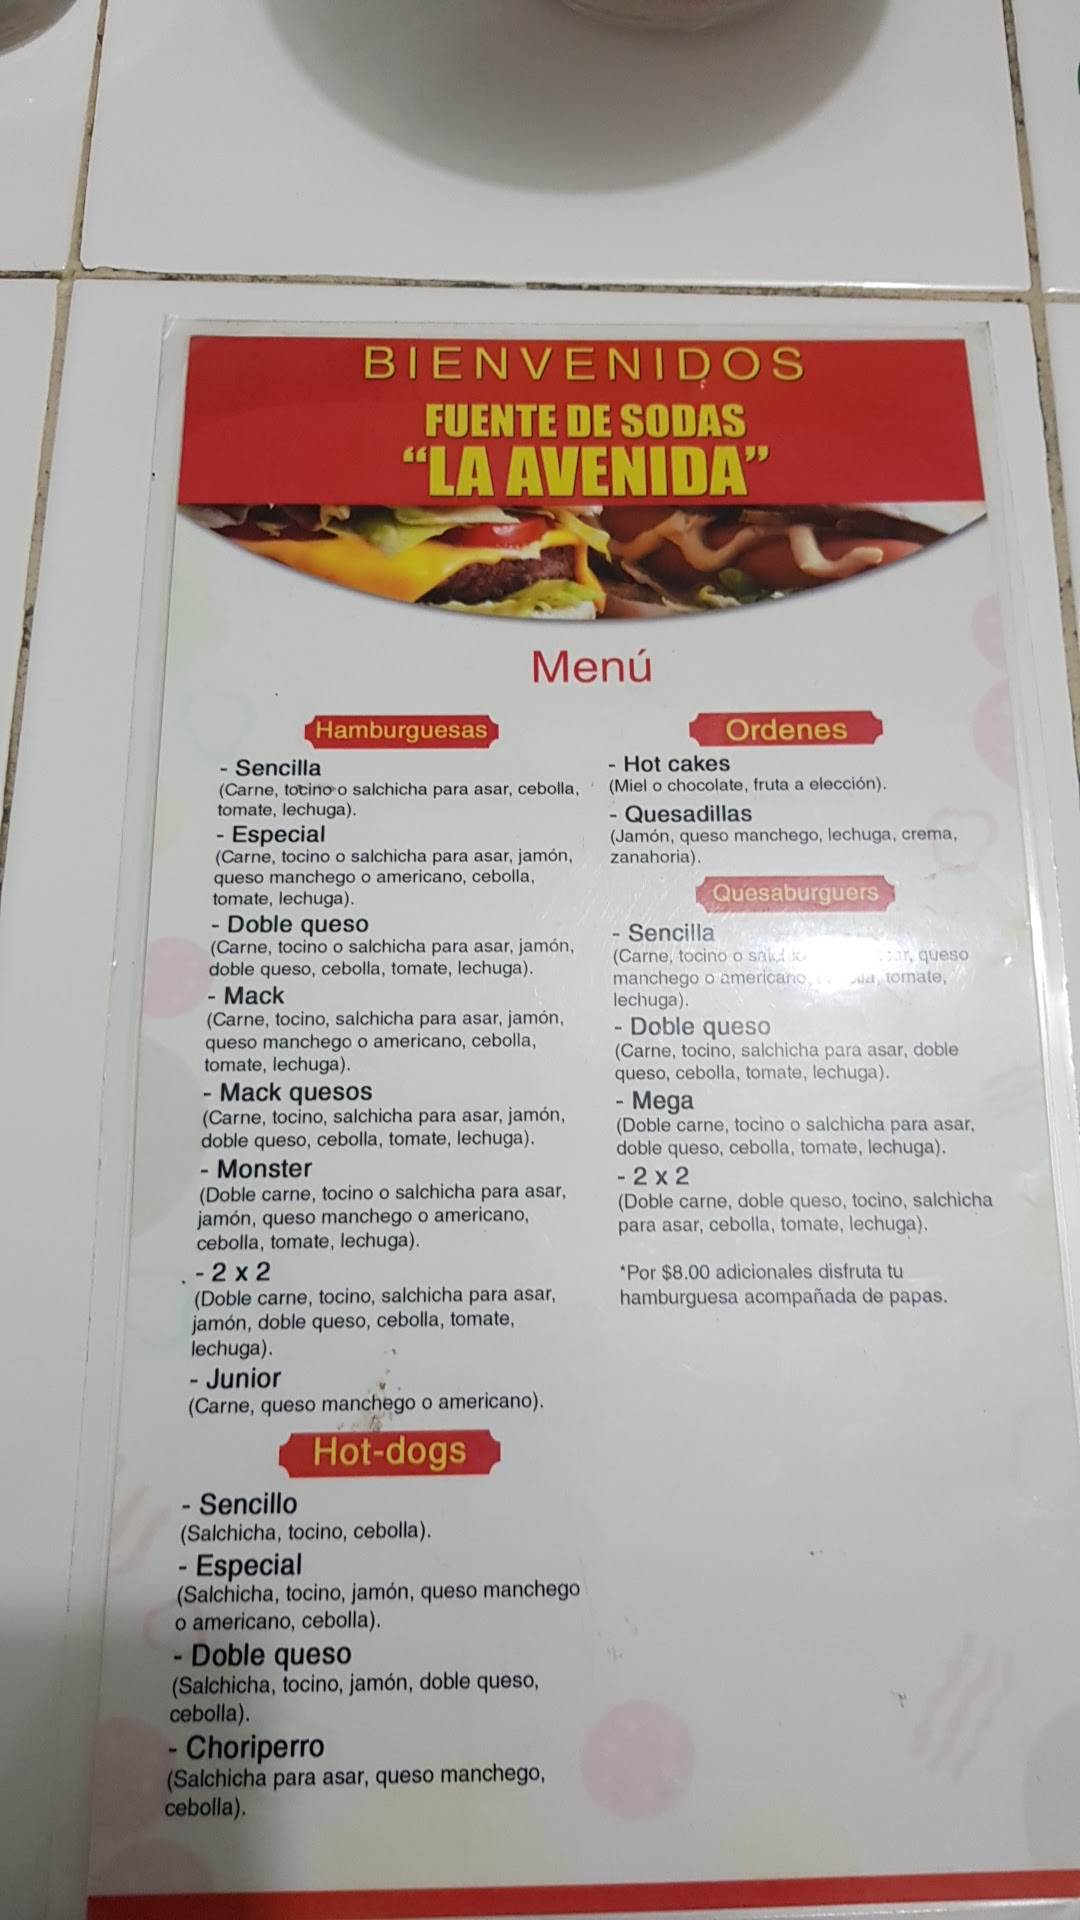 BIENVENIDOS
FUENTE DE SODAS
“LA AVENIDA”
Menú
Hamburguesas
- Sencilla
(Carne, tocino o salchicha para asar, cebolla,
tomate, lechuga).
- Especial
(Carne, tocino o salchicha para asar, jamón,
queso manchego o americano, cebolla,
tomate, lechuga).
- Doble queso
(Carne, tocino o salchicha para asar, jamón,
doble queso, cebolla, tomate, lechuga).
- Mack
(Carne, tocino, salchicha para asar, jamón,
queso manchego o americano, cebolla,
tomate, lechuga).
- Mack quesos
(Carne, tocino, salchicha para asar, jamón,
doble queso, cebolla, tomate, lechuga).
- Monster
(Doble carne, tocino o salchicha para asar,
jamón, queso manchego o americano,
cebolla, tomate, lechuga).
- 2 x 2
(Doble carne, tocino, salchicha para asar,
jamón, doble queso, cebolla, tomate,
lechuga).
- Junior
(Carne, queso manchego o americano).
Hot-dogs
- Sencillo
(Salchicha, tocino, cebolla).
- Especial
(Salchicha, tocino, jamón, queso manchego
o americano, cebolla).
- Doble queso
(Salchicha, tocino, jamón, doble queso,
cebolla).
- Choriperro
(Salchicha para asar, queso manchego,
cebolla).
Ordenes
- Hot cakes
(Miel o chocolate, fruta a elección).
- Quesadillas
(Jamón, queso manchego, lechuga, crema,
zanahoria).
Quesaburguers
- Sencilla
(Carne, tocino o queso
manchego o americano, tomate,
lechuga).
- Doble queso
(Carne, tocino, salchicha para asar, doble
queso, cebolla, tomate, lechuga).
- Mega
(Doble carne, tocino o salchicha para asar,
doble queso, cebolla, tomate, lechuga).
- 2 x 2
(Doble carne, doble queso, tocino, salchicha
para asar, cebolla, tomate, lechuga).
*Por $8.00 adicionales disfruta tu
hamburguesa acompañada de papas.